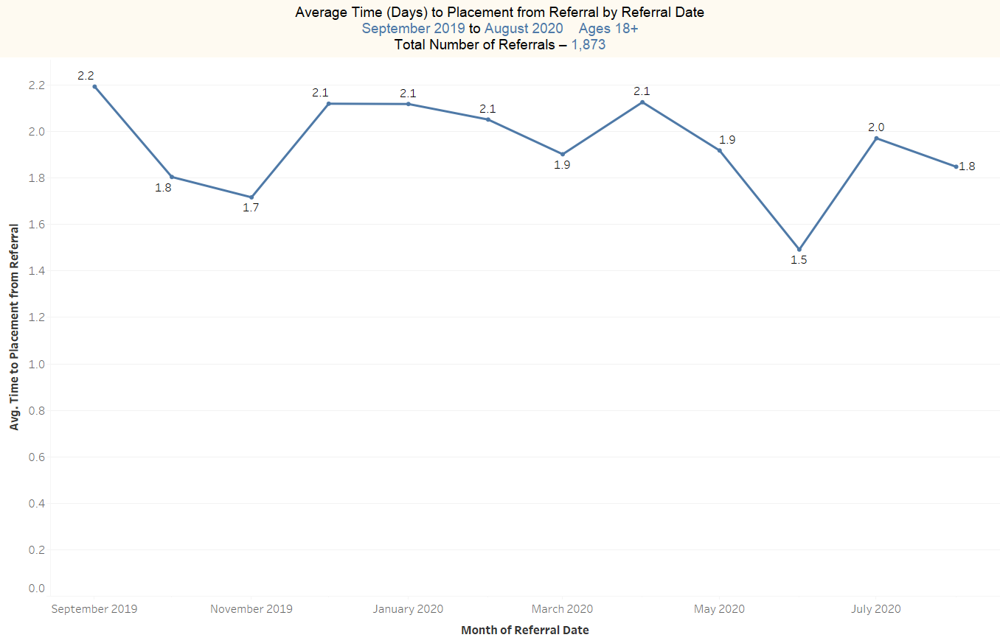 Average Time (Days) to Placement from Referral by Referral Date
September 2019 to August 2020 Ages 18+
Total Number of Referrals – 1,873
Avg. Time to Placement from Referral
2.2
2.0
1.8
1.6
1.4
1.2
1.0
0.8
0.6
0.4
0.2
0.0
2.2
1.8
1.7
2.1
2.1
2.1
1.9
2.1
1.9
1.5
2.0
1.8
September 2019
November 2019
January 2020
March 2020
May 2020
July 2020
Month of Referral Date